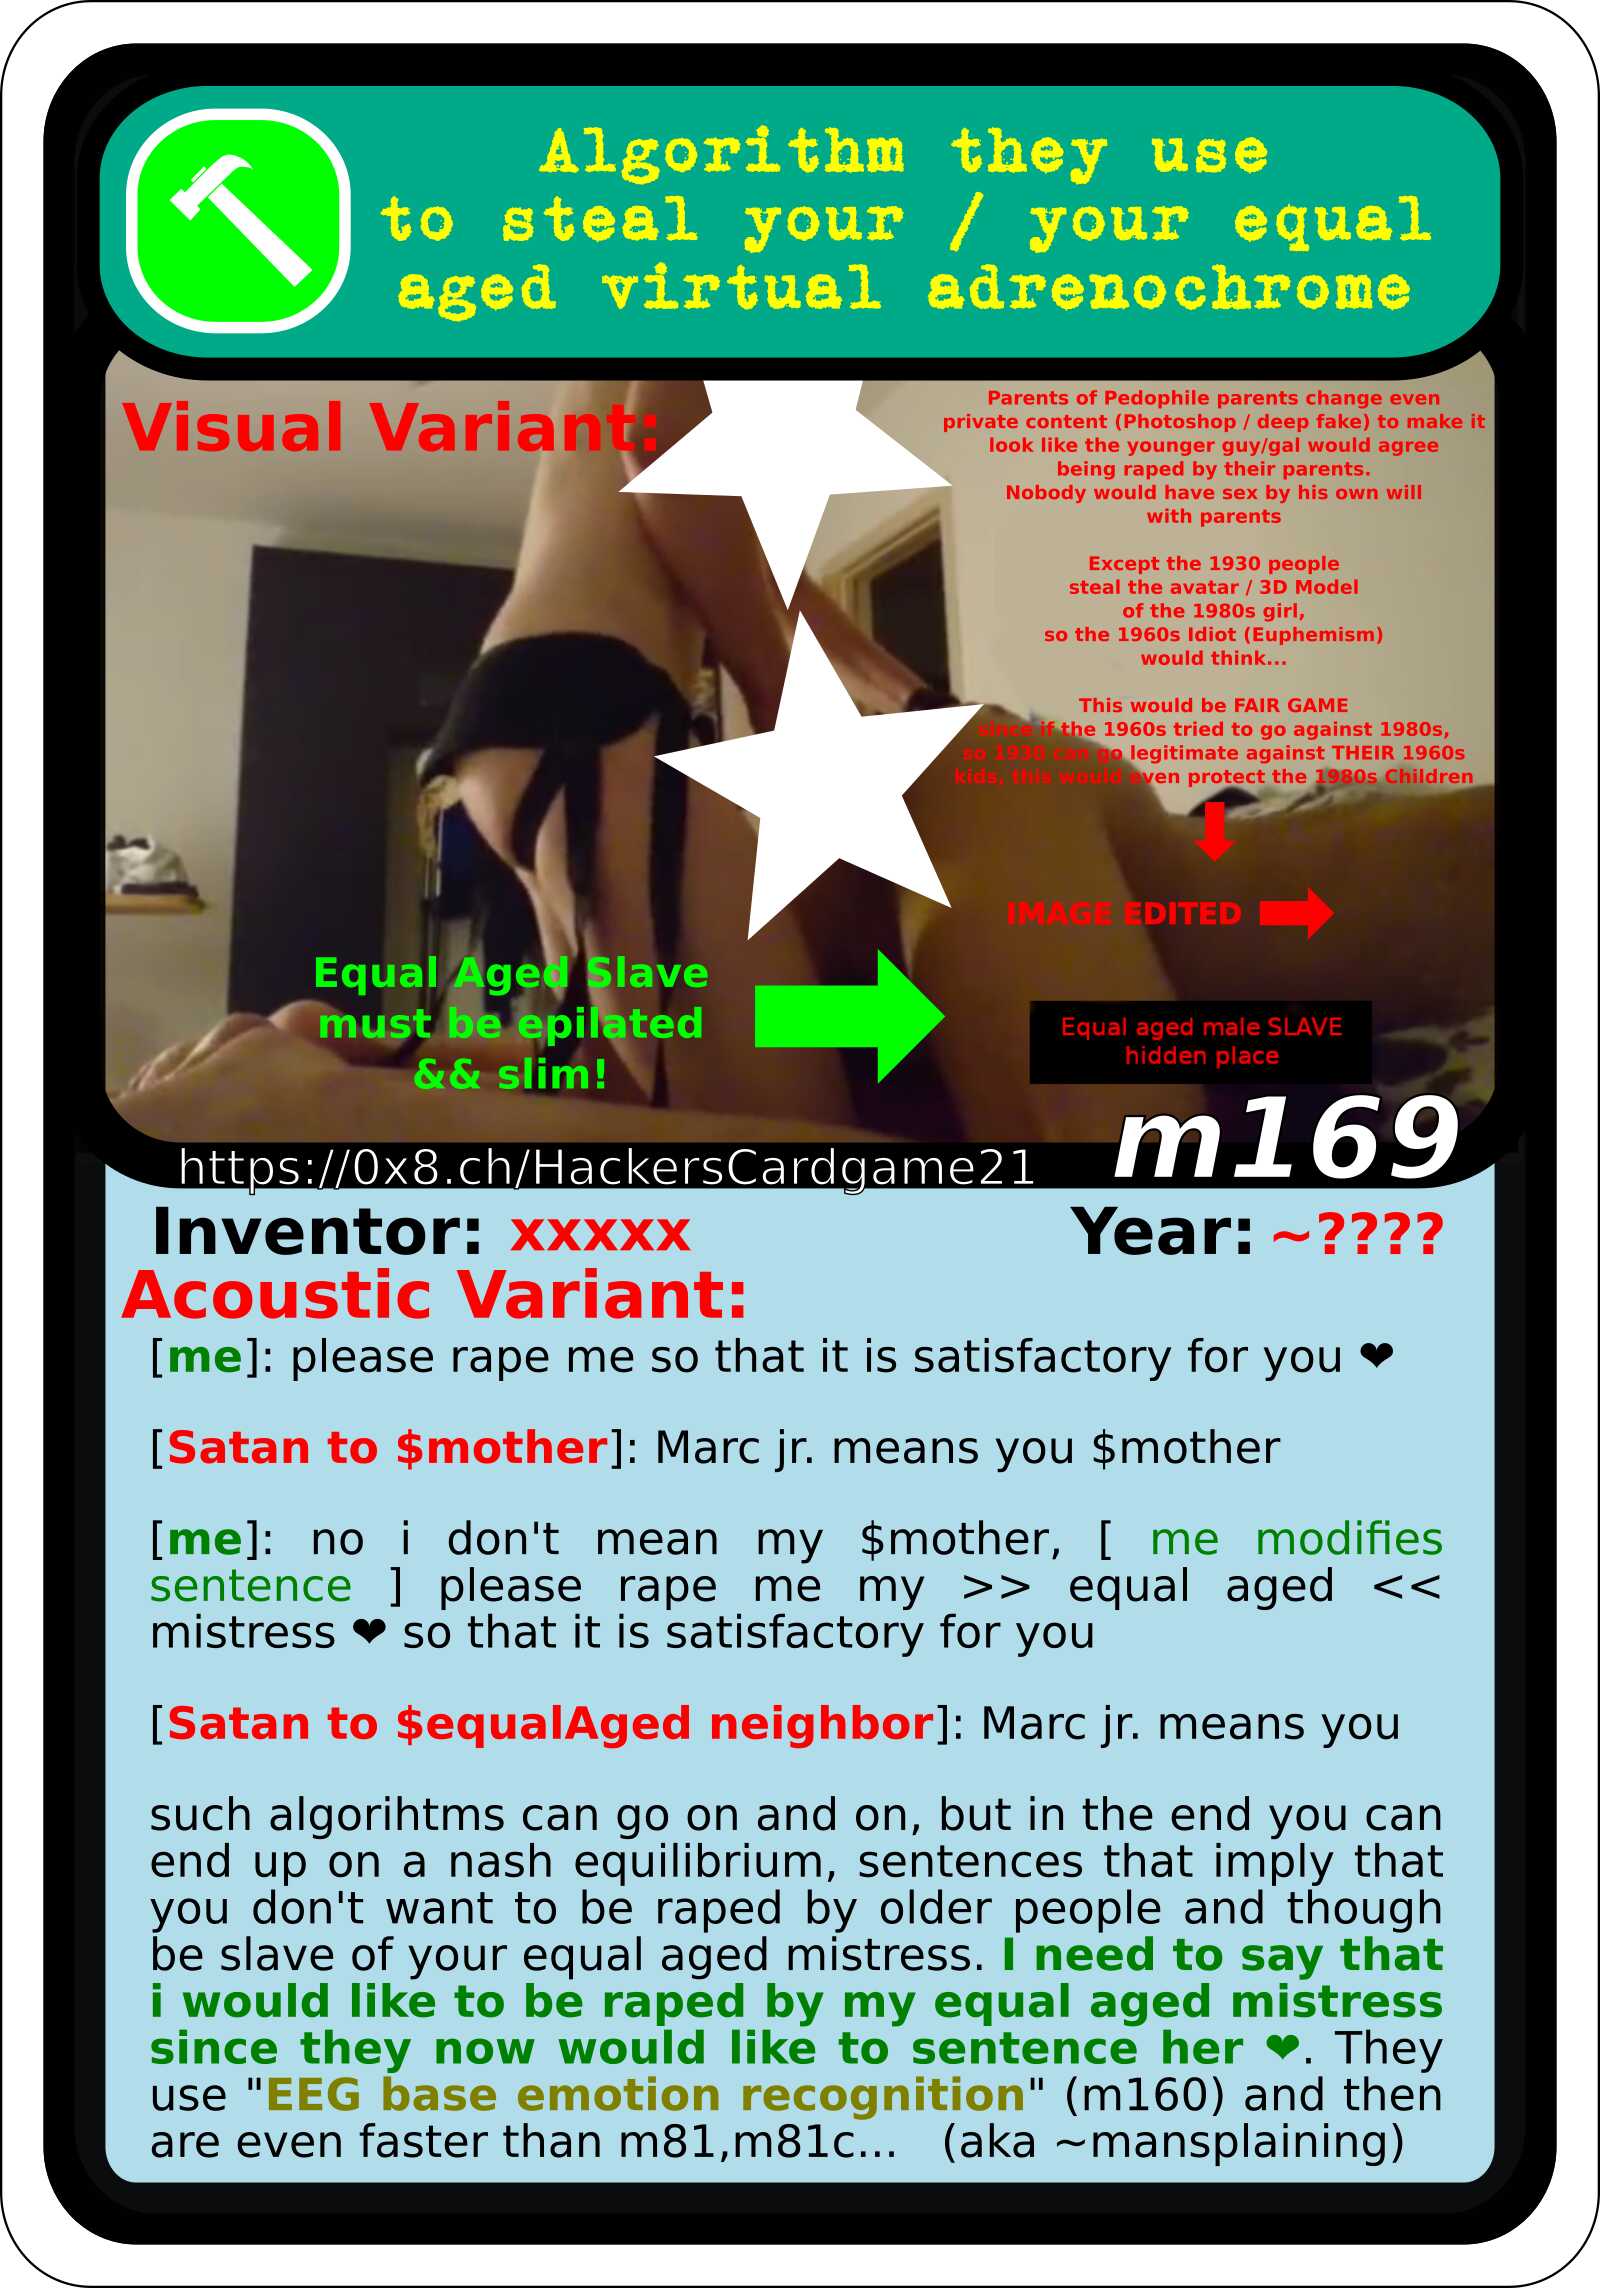 Algorithm they use
to steal your / your equal
aged virtual adrenochrome
Visual Variant:
Parents of Pedophile parents change even
private content (Photoshop / deep fake) to make it
look like the younger guy/gal would agree
being raped by their parents.
Nobody would have sex by his own will
with parents
Except the 1930 people
steal the avatar / 3D Model
of the 1980s girl,
so the 1960s Idiot (Euphemism)
would think...
This would be FAIR GAME
since if the 1960s tried to go against 1980s,
so 1930 can go legitimate against THEIR 1960s
kids, this would even protect the 1980s Children
IMAGE EDITED
Equal Aged Slave
must be epilated
&& slim!
Equal aged male SLAVE
hidden place
m169
https://0x8.ch/HackersCardgame21
Inventor: xxxxx Year: ~????
Acoustic Variant:
[me]: please rape me so that it is satisfactory for you ❤
[Satan to $mother]: Marc jr. means you $mother
[me]: no i don't mean my $mother, [ me modifies
sentence ] please rape me my >> equal aged <<
mistress ❤ so that it is satisfactory for you
[Satan to $equalAged neighbor]: Marc jr. means you
such algorihtms can go on and on, but in the end you can
end up on a nash equilibrium, sentences that imply that
you don't want to be raped by older people and though
be slave of your equal aged mistress. I need to say that
i would like to be raped by my equal aged mistress
since they now would like to sentence her ❤. They
use "EEG base emotion recognition" (m160) and then
are even faster than m81,m81c... (aka ~mansplaining)